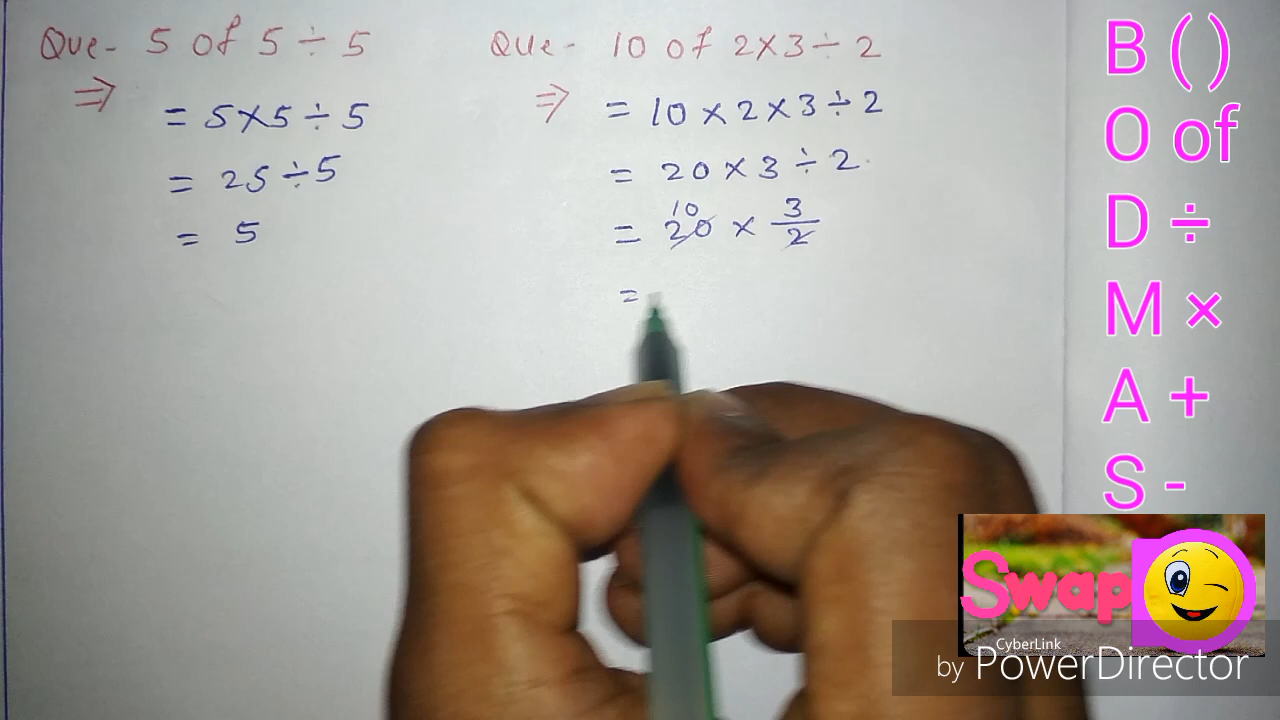 Que- 5 of 5 ÷ 5
⇒
= 5×5÷5
= 25÷5
= 5
Que- 10 of 2×3÷2
⇒
= 10×2×3÷2
= 20×3÷2
10
= 20 × 3/2
=
B ()
O of
D ÷
M ×
A +
S -
Swap
CyberLink
by PowerDirector